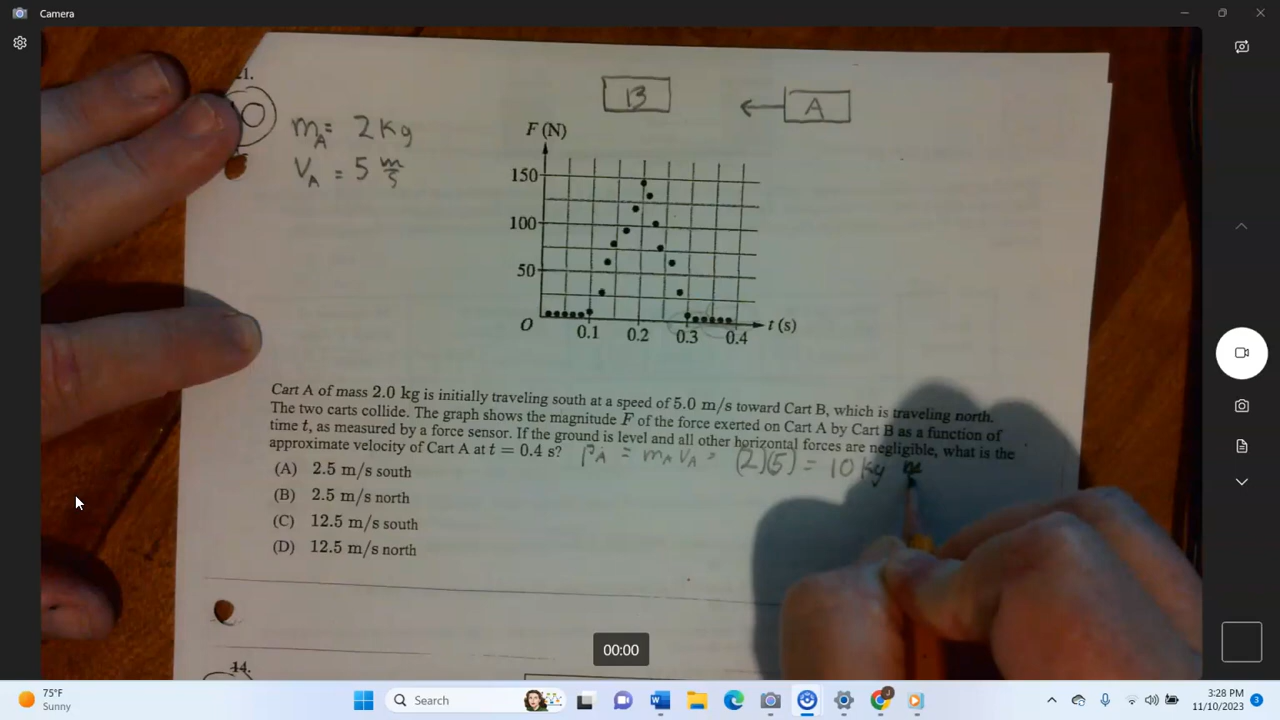 Camera
21.
B
A
mA= 2 Kg
VA = 5 m/s
F (N)
150
100
50
O
0.1 0.2 0.3 0.4
t (s)
Cart A of mass 2.0 kg is initially traveling south at a speed of 5.0 m/s toward Cart B, which is traveling north.
The two carts collide. The graph shows the magnitude F of the force exerted on Cart A by Cart B as a function of
time t, as measured by a force sensor. If the ground is level and all other horizontal forces are negligible, what is the
approximate velocity of Cart A at t = 0.4 s?
PA = mAVA = (2)(5) = 10 kg m
(A) 2.5 m/s south
(B) 2.5 m/s north
(C) 12.5 m/s south
(D) 12.5 m/s north
14.
00:00
75°F
Sunny
Search
3:28 PM
11/10/2023
3